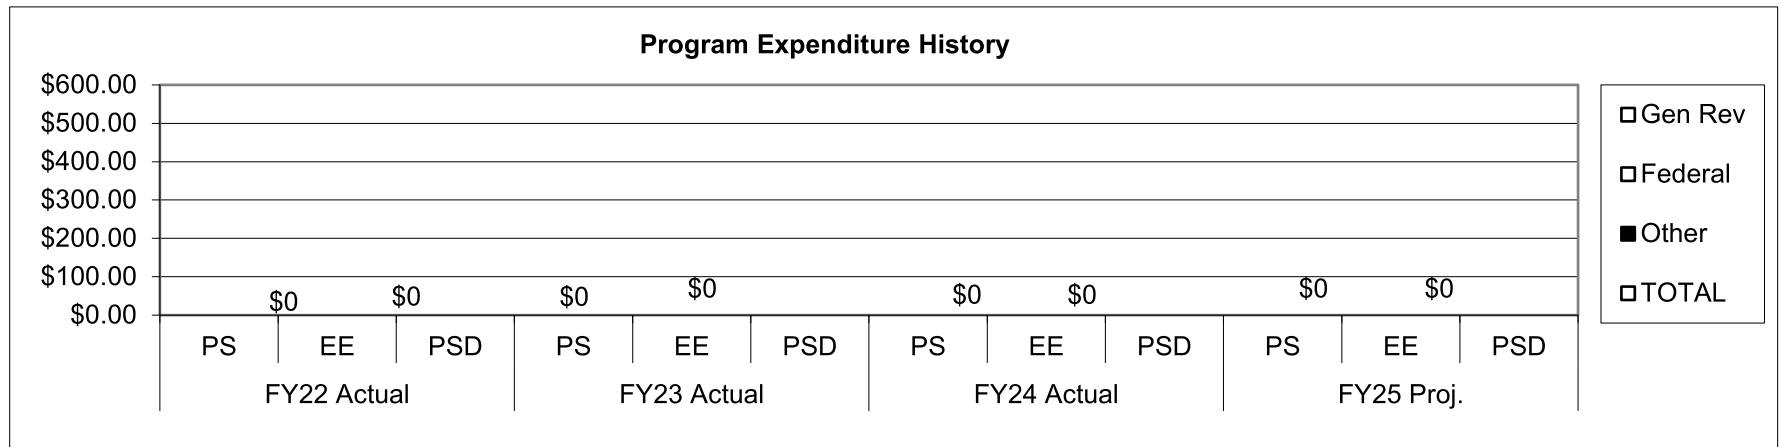 Program Expenditure History
$600.00
$500.00
$400.00
$300.00
$200.00
$100.00
$0.00
$0 $0 $0 $0 $0 $0 $0 $0
PS EE PSD PS EE PSD PS EE PSD PS EE PSD
FY22 Actual FY23 Actual FY24 Actual FY25 Proj.
Gen Rev
Federal
Other
TOTAL